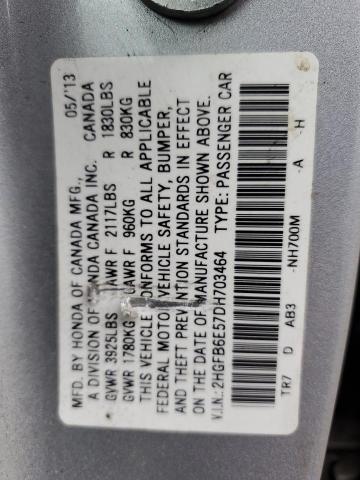 MFD. BY HONDA OF CANADA MFG., 05/'13
A DIVISION OF HONDA CANADA INC. CANADA
GVWR 3925LBS GAWR F 2117LBS R 1830LBS
GVWR 1780KG GAWR F 960KG R 830KG
THIS VEHICLE CONFORMS TO ALL APPLICABLE
FEDERAL MOTOR VEHICLE SAFETY, BUMPER,
AND THEFT PREVENTION STANDARDS IN EFFECT
ON THE DATE OF MANUFACTURE SHOWN ABOVE.
V.I.N.: 2HGFB6E57DH703464 TYPE: PASSENGER CAR
TR7 D AB3 -NH700M -A -H